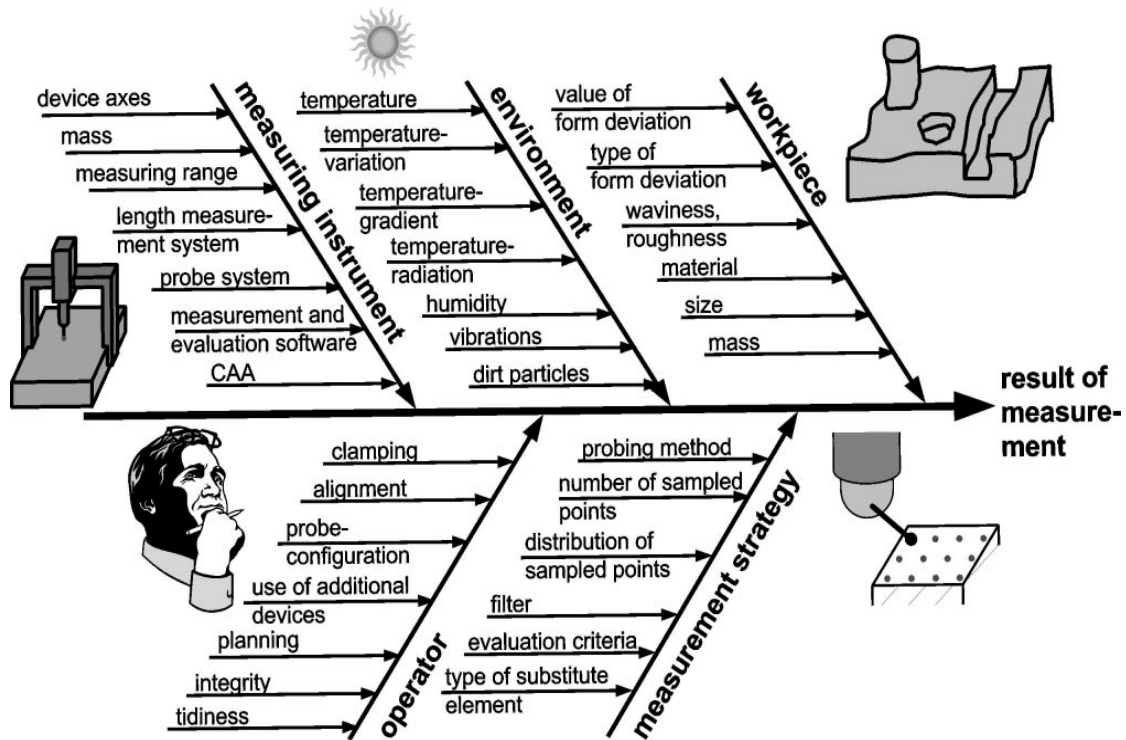 measuring instrument
device axes
mass
measuring range
length measure-
ment system
probe system
measurement and
evaluation software
CAA
environment
temperature
temperature-
variation
temperature-
gradient
temperature-
radiation
humidity
vibrations
dirt particles
workpiece
value of
form deviation
type of
form deviation
waviness,
roughness
material
size
mass
result of
measure-
ment
operator
clamping
alignment
probe-
configuration
use of additional
devices
planning
integrity
tidiness
measurement strategy
probing method
number of sampled
points
distribution of
sampled points
filter
evaluation criteria
type of substitute
element